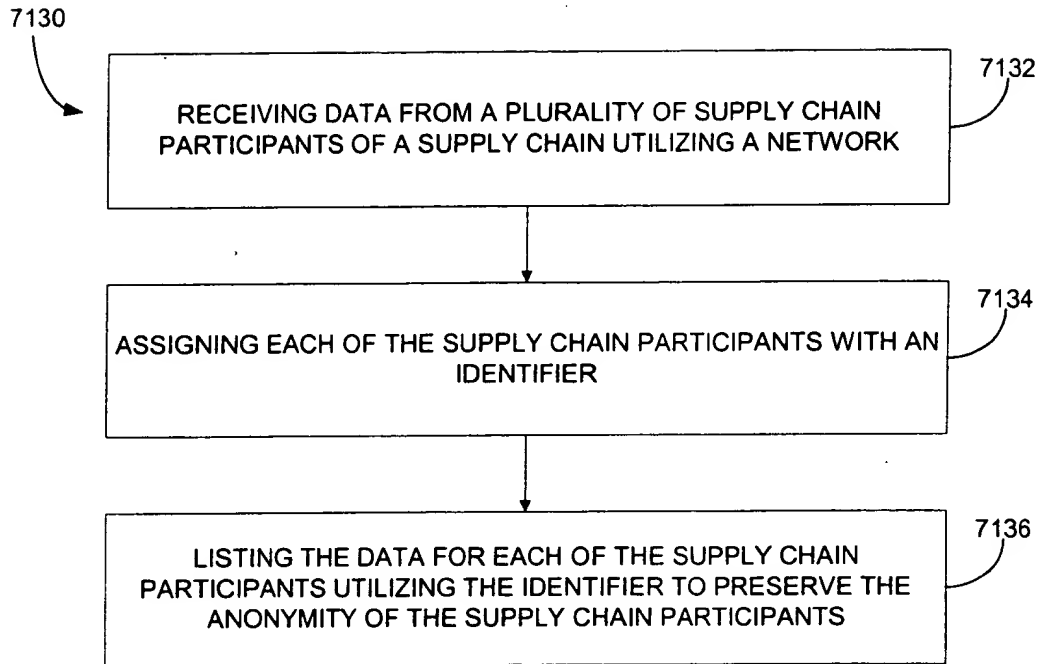 7130
7132
RECEIVING DATA FROM A PLURALITY OF SUPPLY CHAIN
PARTICIPANTS OF A SUPPLY CHAIN UTILIZING A NETWORK
7134
ASSIGNING EACH OF THE SUPPLY CHAIN PARTICIPANTS WITH AN
IDENTIFIER
7136
LISTING THE DATA FOR EACH OF THE SUPPLY CHAIN
PARTICIPANTS UTILIZING THE IDENTIFIER TO PRESERVE THE
ANONYMITY OF THE SUPPLY CHAIN PARTICIPANTS